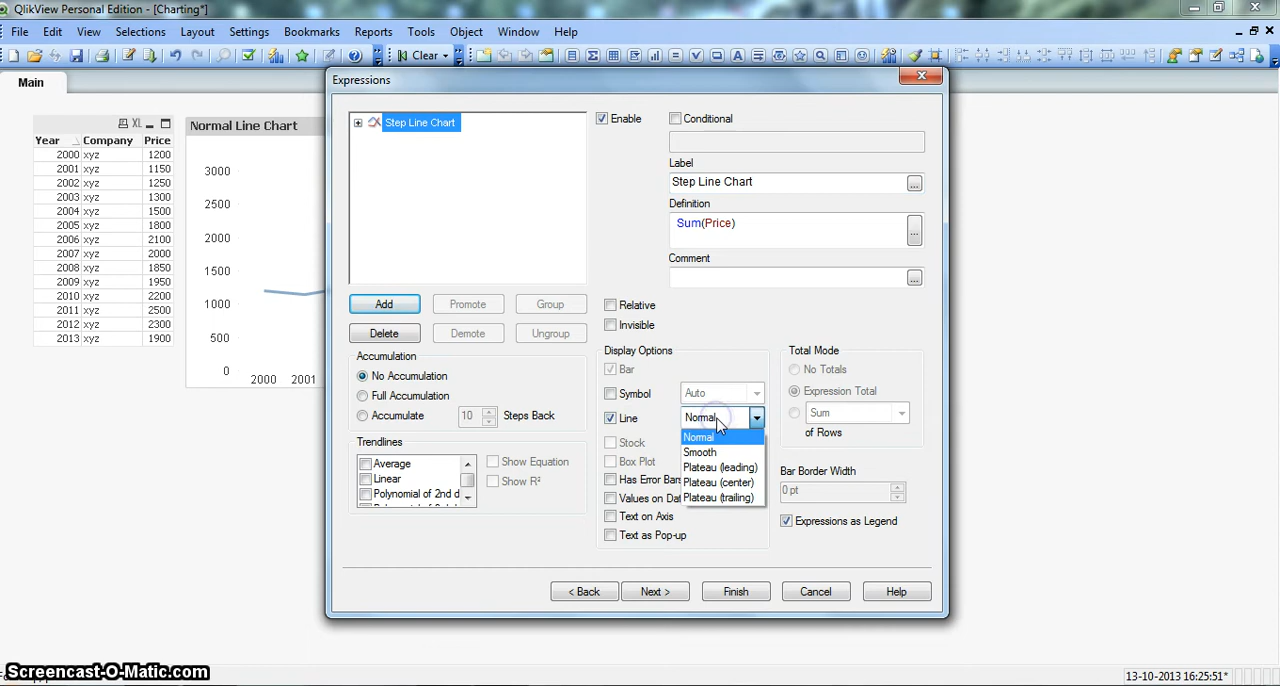 QlikView Personal Edition - [Charting*]
File Edit View Selections Layout Settings Bookmarks Reports Tools Object Window Help
Clear
Main
XL
Year Company Price
2000 xyz 1200
2001 xyz 1150
2002 xyz 1250
2003 xyz 1300
2004 xyz 1500
2005 xyz 1800
2006 xyz 2100
2007 xyz 2000
2008 xyz 1850
2009 xyz 1950
2010 xyz 2200
2011 xyz 2500
2012 xyz 2300
2013 xyz 1900
Normal Line Chart
3000
2500
2000
1500
1000
500
0
2000 2001
Expressions
Step Line Chart
Enable
Conditional
Label
Step Line Chart
...
Definition
Sum(Price)
...
Comment
...
Add Promote Group
Delete Demote Ungroup
Relative
Invisible
Accumulation
No Accumulation
Full Accumulation
Accumulate 10 Steps Back
Trendlines
Average
Linear
Polynomial of 2nd d
Show Equation
Show R²
Display Options
Bar
Symbol Auto
Line Normal
Normal
Smooth
Plateau (leading)
Plateau (center)
Plateau (trailing)
Stock
Box Plot
Has Error Bars
Values on Dat
Text on Axis
Text as Pop-up
Total Mode
No Totals
Expression Total
Sum
of Rows
Bar Border Width
0 pt
Expressions as Legend
< Back Next > Finish Cancel Help
Screencast-O-Matic.com
13-10-2013 16:25:51*